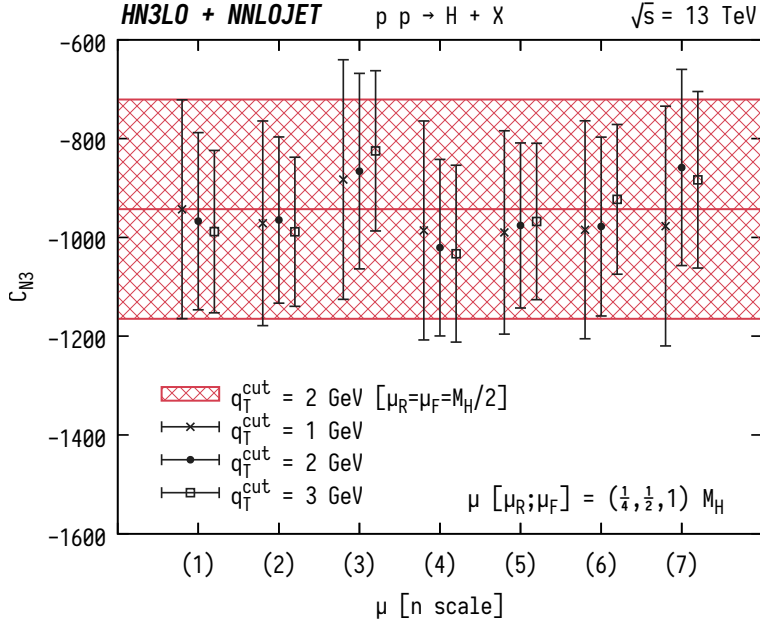 HN3LO + NNLOJET p p → H + X √s = 13 TeV
-600
-800
-1000
-1200
-1400
-1600
C_N3
q_T^cut = 2 GeV [μ_R=μ_F=M_H/2]
q_T^cut = 1 GeV
q_T^cut = 2 GeV
q_T^cut = 3 GeV
μ [μ_R;μ_F] = (1/4,1/2,1) M_H
(1) (2) (3) (4) (5) (6) (7)
μ [n scale]